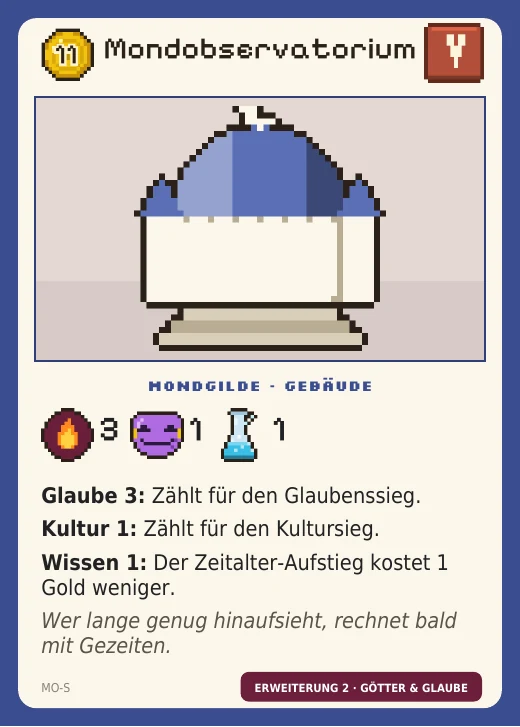 11 Mondobservatorium
MONDGILDE · GEBÄUDE
3 1 1
Glaube 3: Zählt für den Glaubenssieg.
Kultur 1: Zählt für den Kultursieg.
Wissen 1: Der Zeitalter-Aufstieg kostet 1
Gold weniger.
Wer lange genug hinaufsieht, rechnet bald
mit Gezeiten.
MO-S
ERWEITERUNG 2 · GÖTTER & GLAUBE